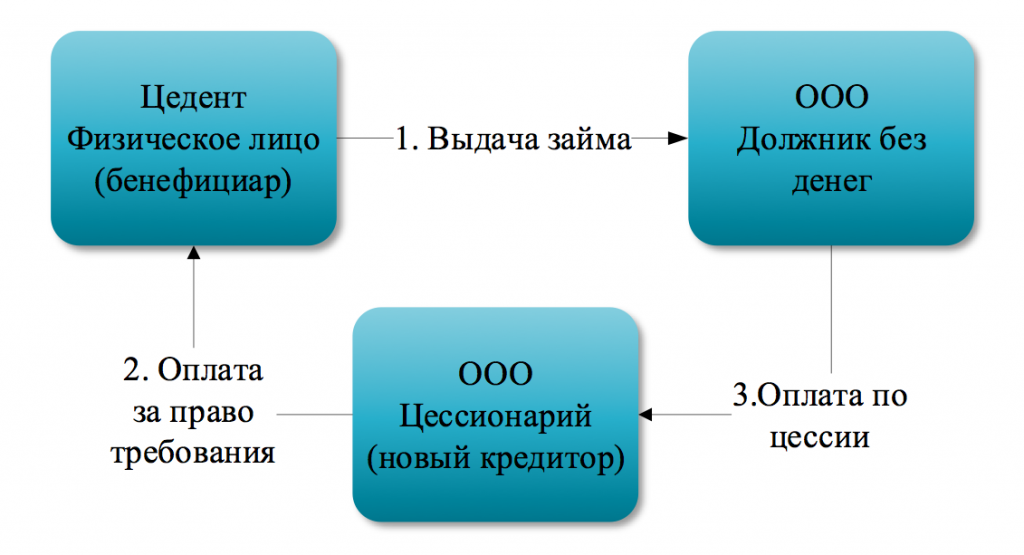 Цедент
Физическое лицо
(бенефициар)
1. Выдача займа
ООО
Должник без
денег
2. Оплата
за право
требования
ООО
Цессионарий
(новый кредитор)
3.Оплата по
цессии